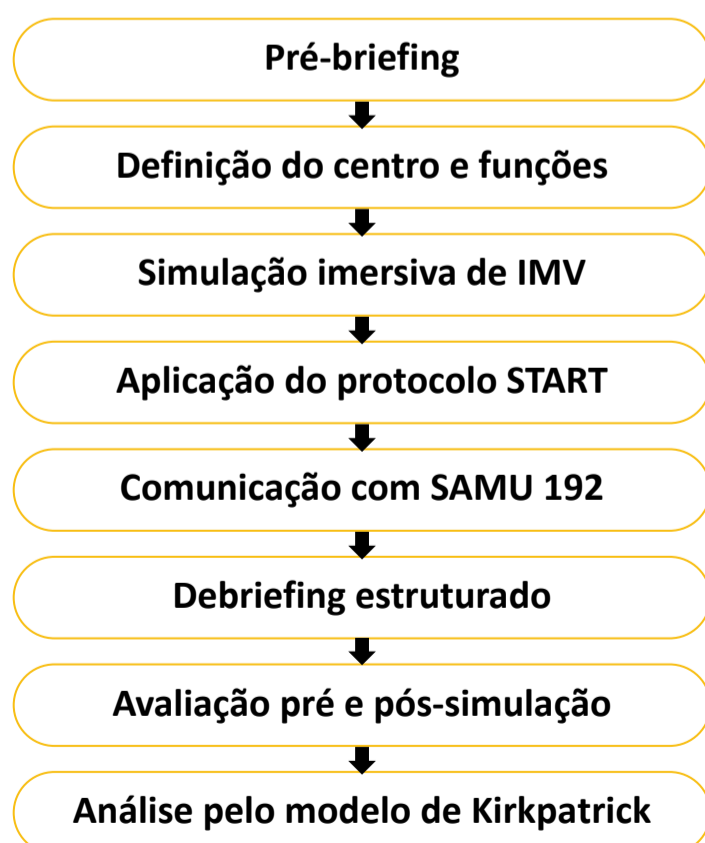 Pré-briefing
Definição do centro e funções
Simulação imersiva de IMV
Aplicação do protocolo START
Comunicação com SAMU 192
Debriefing estruturado
Avaliação pré e pós-simulação
Análise pelo modelo de Kirkpatrick